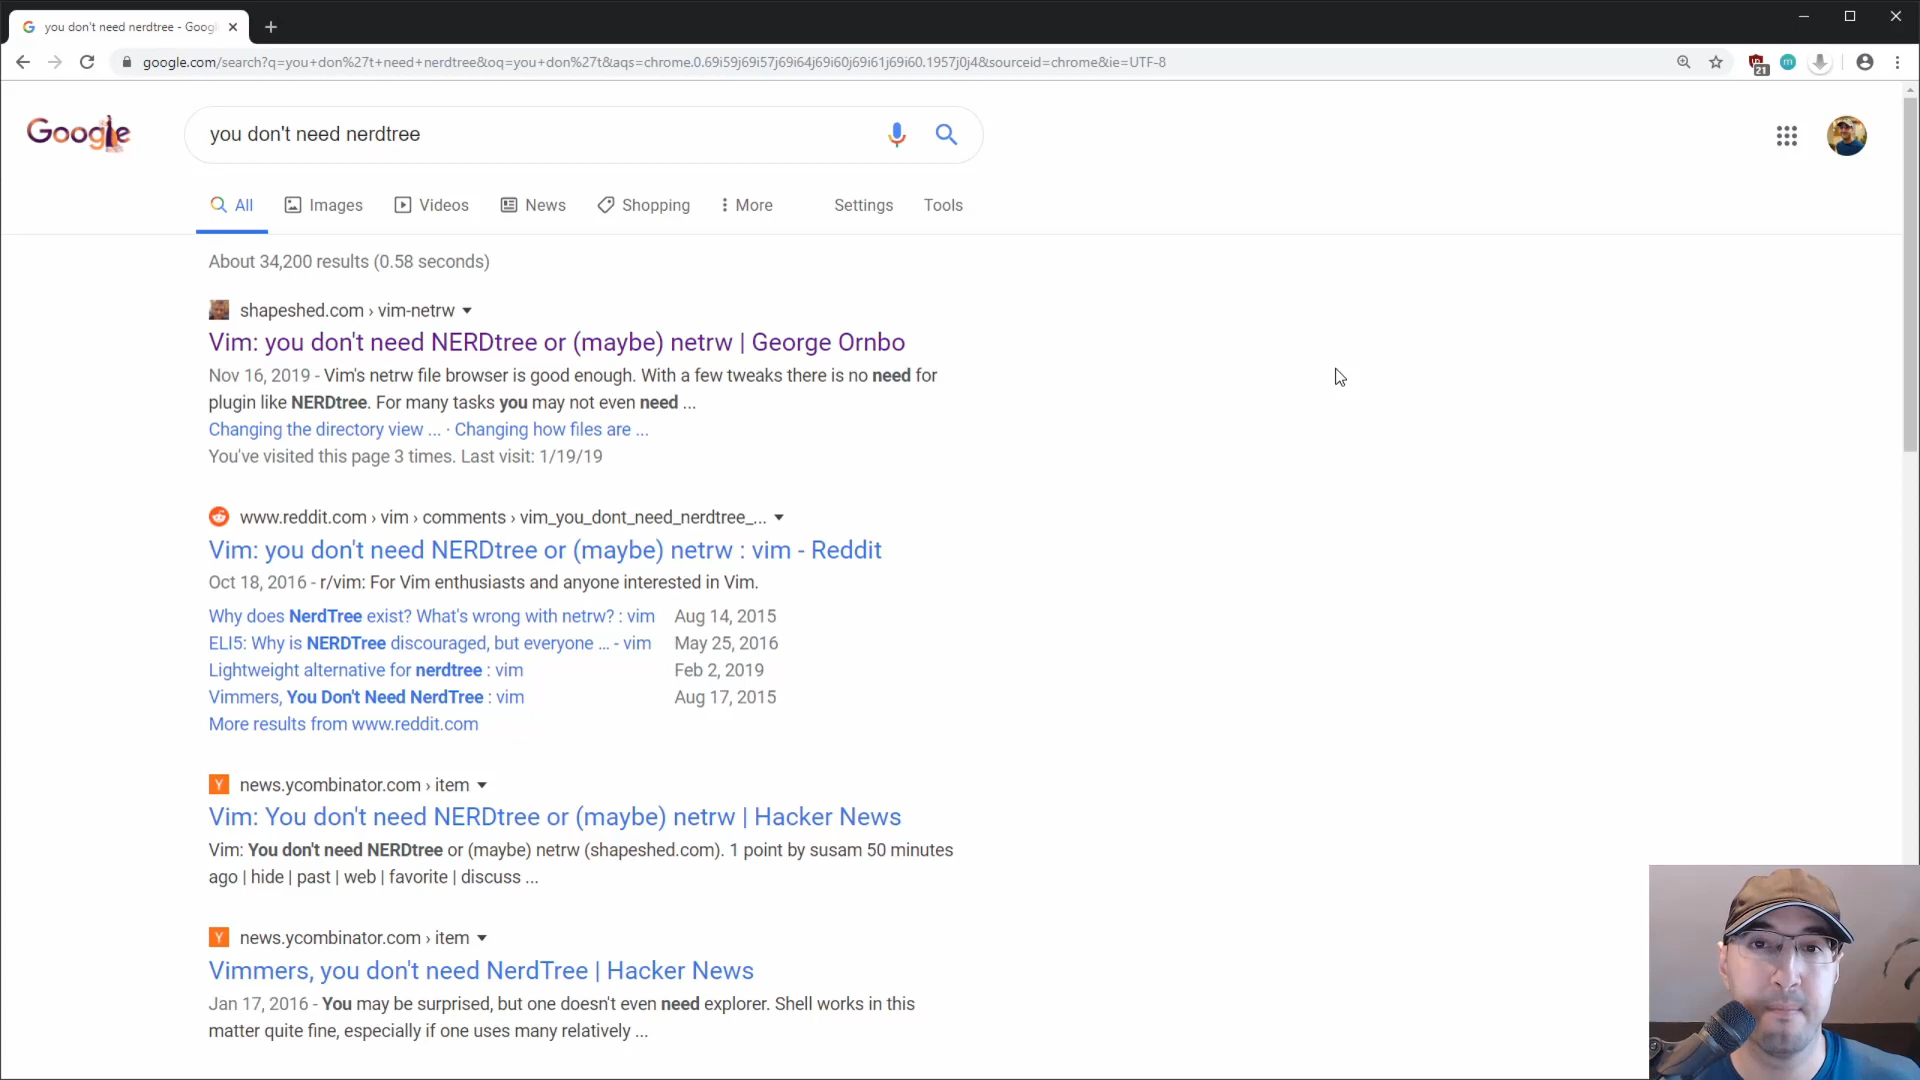 you don't need nerdtree - Goog
google.com/search?q=you+don%27t+need+nerdtree&oq=you+don%27t&aqs=chrome.0.69i59j69i57j69i64j69i60j69i61j69i60.1957j0j4&sourceid=chrome&ie=UTF-8
21
m
Google
you don't need nerdtree
All Images Videos News Shopping More Settings Tools
About 34,200 results (0.58 seconds)
shapeshed.com › vim-netrw
Vim: you don't need NERDtree or (maybe) netrw | George Ornbo
Nov 16, 2019 - Vim's netrw file browser is good enough. With a few tweaks there is no need for
plugin like NERDtree. For many tasks you may not even need ...
Changing the directory view ... · Changing how files are ...
You've visited this page 3 times. Last visit: 1/19/19
www.reddit.com › vim › comments › vim_you_dont_need_nerdtree_...
Vim: you don't need NERDtree or (maybe) netrw : vim - Reddit
Oct 18, 2016 - r/vim: For Vim enthusiasts and anyone interested in Vim.
Why does NerdTree exist? What's wrong with netrw? : vim Aug 14, 2015
ELI5: Why is NERDTree discouraged, but everyone ... - vim May 25, 2016
Lightweight alternative for nerdtree : vim Feb 2, 2019
Vimmers, You Don't Need NerdTree : vim Aug 17, 2015
More results from www.reddit.com
Y news.ycombinator.com › item
Vim: You don't need NERDtree or (maybe) netrw | Hacker News
Vim: You don't need NERDtree or (maybe) netrw (shapeshed.com). 1 point by susam 50 minutes
ago | hide | past | web | favorite | discuss ...
Y news.ycombinator.com › item
Vimmers, you don't need NerdTree | Hacker News
Jan 17, 2016 - You may be surprised, but one doesn't even need explorer. Shell works in this
matter quite fine, especially if one uses many relatively ...